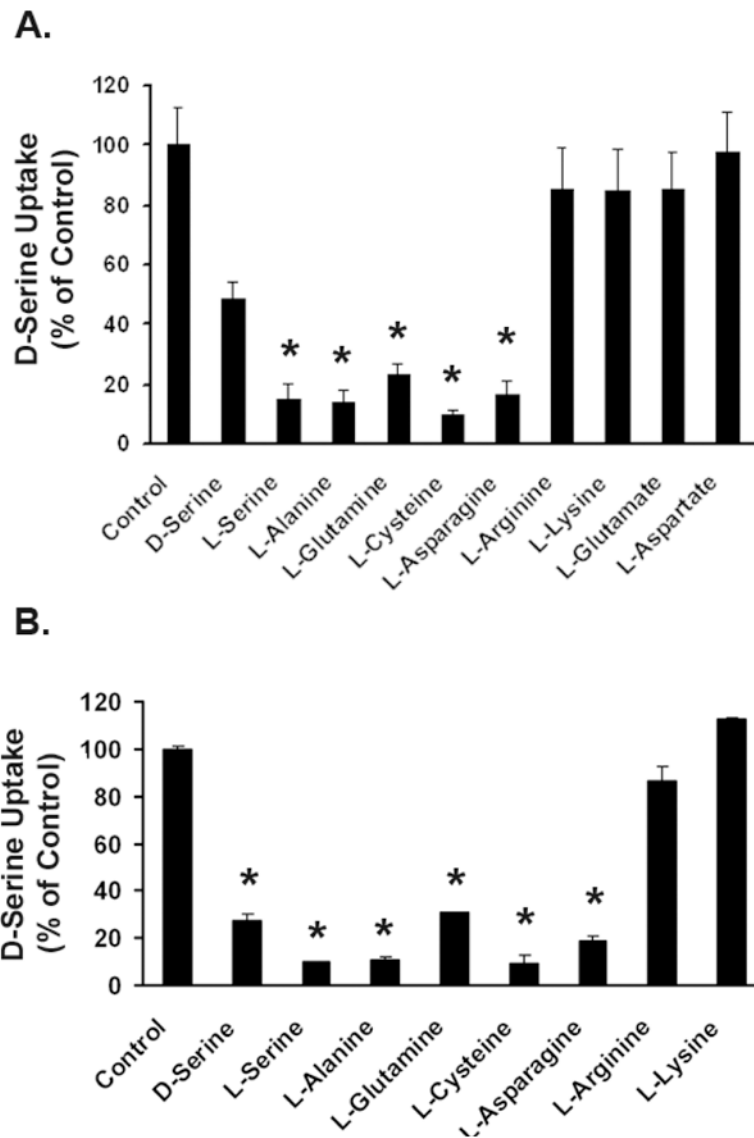 A.
D-Serine Uptake
(% of Control)
120
100
80
60
40
20
0
*
*
*
*
*
Control
D-Serine
L-Serine
L-Alanine
L-Glutamine
L-Cysteine
L-Asparagine
L-Arginine
L-Lysine
L-Glutamate
L-Aspartate
B.
D-Serine Uptake
(% of Control)
120
100
80
60
40
20
0
*
*
*
*
*
*
Control
D-Serine
L-Serine
L-Alanine
L-Glutamine
L-Cysteine
L-Asparagine
L-Arginine
L-Lysine